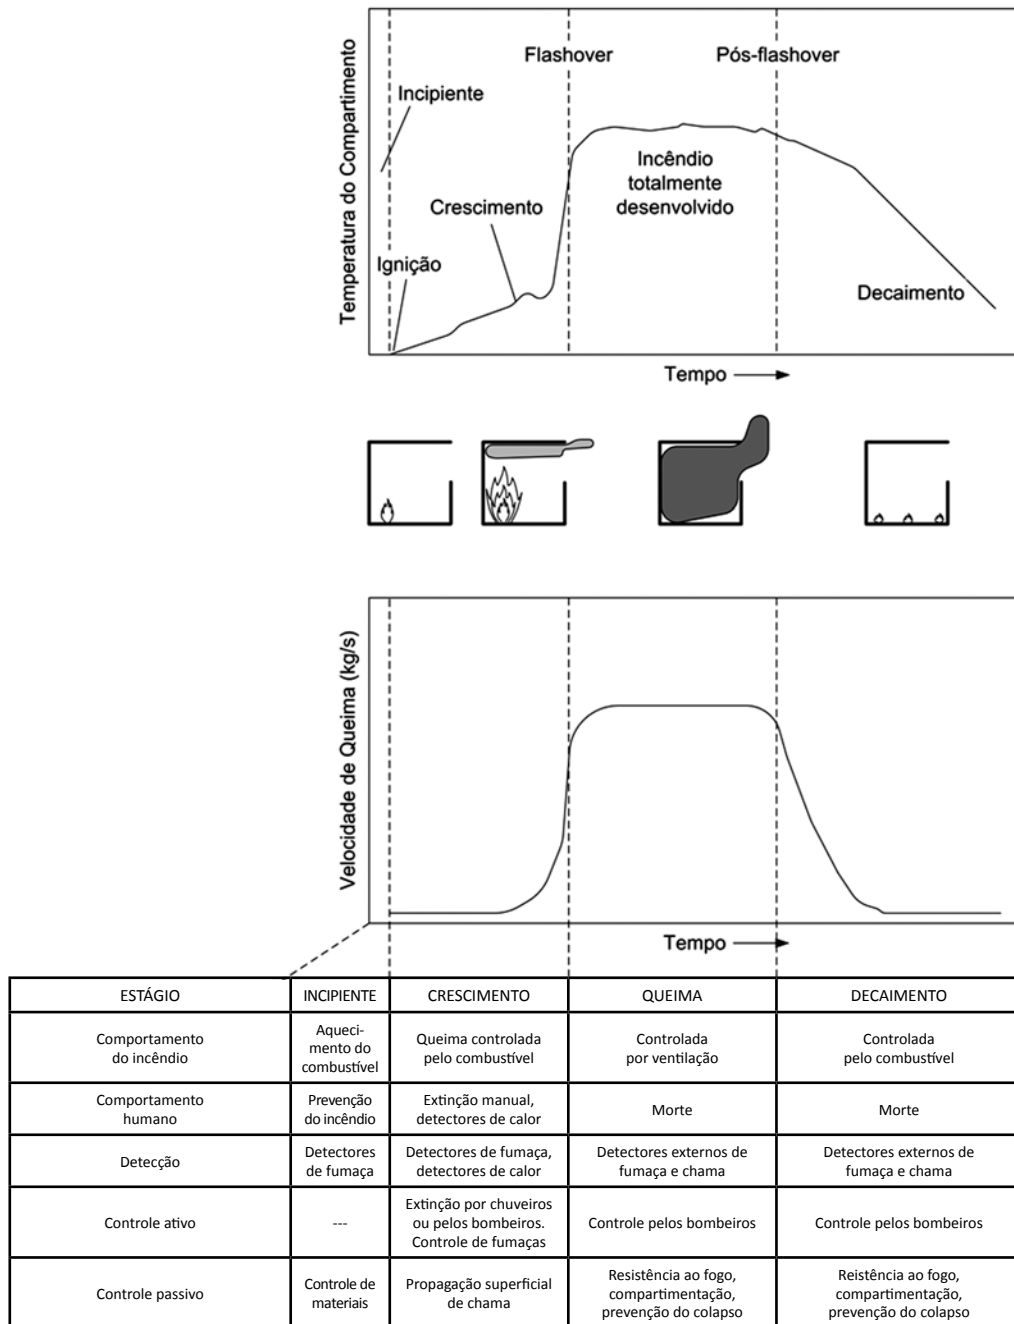 Flashover
Pós-flashover
Incipiente
Crescimento
Ignição
Incêndio
totalmente
desenvolvido
Decaimento
Temperatura do Compartimento
Tempo
Velocidade de Queima (kg/s)
Tempo
ESTÁGIO
INCIPIENTE
CRESCIMENTO
QUEIMA
DECAIMENTO
Comportamento
do incêndio
Aqueci-
mento do
combustível
Queima controlada
pelo combustível
Controlada
por ventilação
Controlada
pelo combustível
Comportamento
humano
Prevenção
do incêndio
Extinção manual,
detectores de calor
Morte
Morte
Detecção
Detectores
de fumaça
Detectores de fumaça,
detectores de calor
Detectores externos de
fumaça e chama
Detectores externos de
fumaça e chama
Controle ativo
---
Extinção por chuveiros
ou pelos bombeiros.
Controle de fumaças
Controle pelos bombeiros
Controle pelos bombeiros
Controle passivo
Controle de
materiais
Propagação superficial
de chama
Resistência ao fogo,
compartimentação,
prevenção do colapso
Reistência ao fogo,
compartimentação,
prevenção do colapso